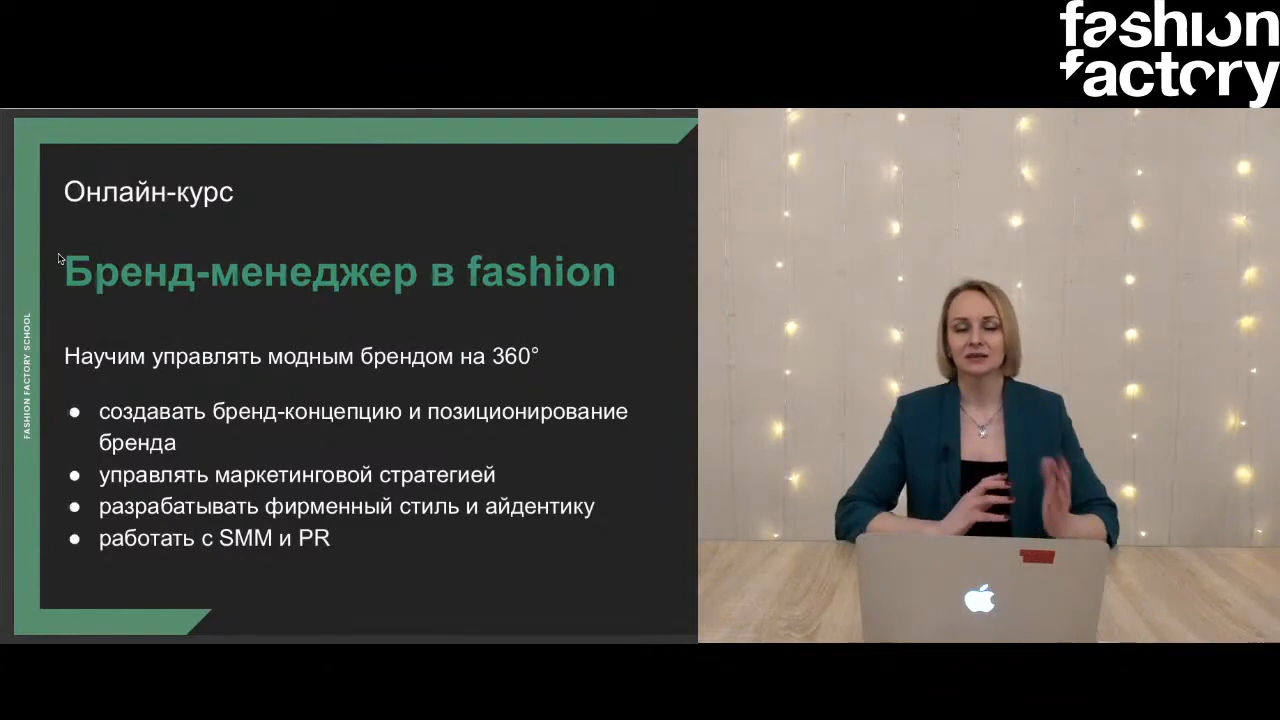 fashion
factory
Онлайн-курс
Бренд-менеджер в fashion
Научим управлять модным брендом на 360°
● создавать бренд-концепцию и позиционирование
бренда
● управлять маркетинговой стратегией
● разрабатывать фирменный стиль и айдентику
● работать с SMM и PR
FASHION FACTORY SCHOOL